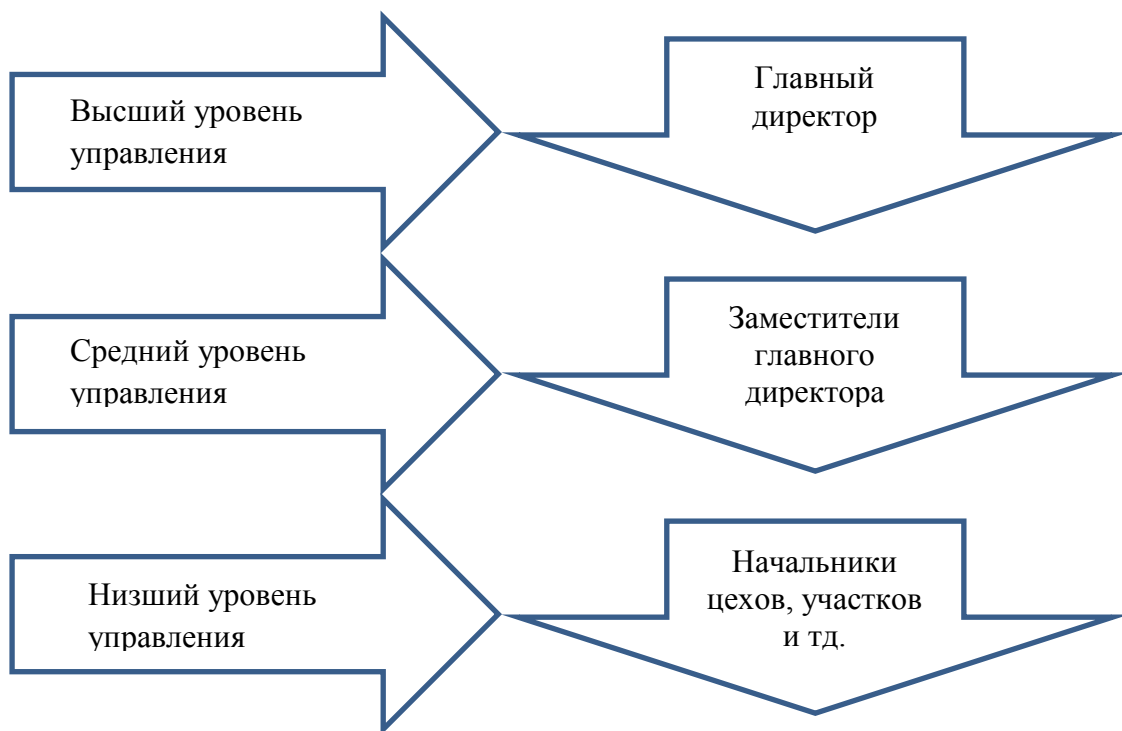 Высший уровень
управления
Главный
директор
Средний уровень
управления
Заместители
главного
директора
Низший уровень
управления
Начальники
цехов, участков
и тд.